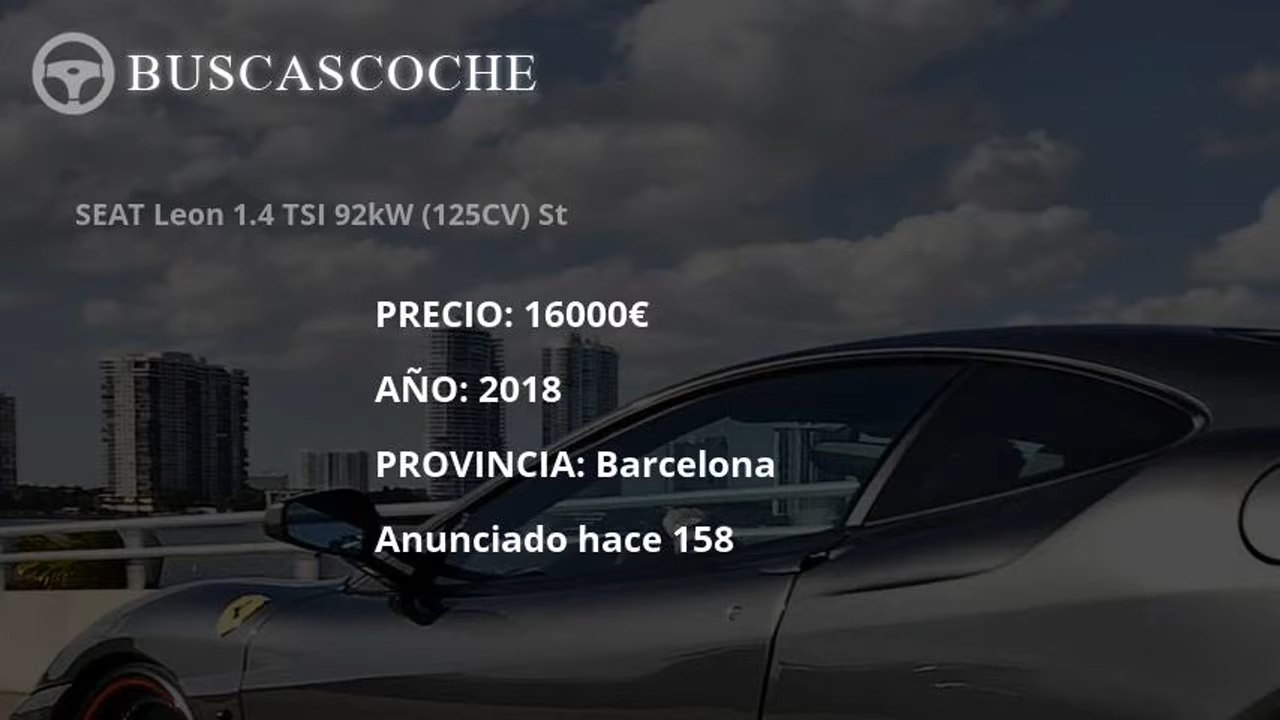 BUSCASCOCHE
SEAT Leon 1.4 TSI 92kW (125CV) St
PRECIO: 16000€
AÑO: 2018
PROVINCIA: Barcelona
Anunciado hace 158